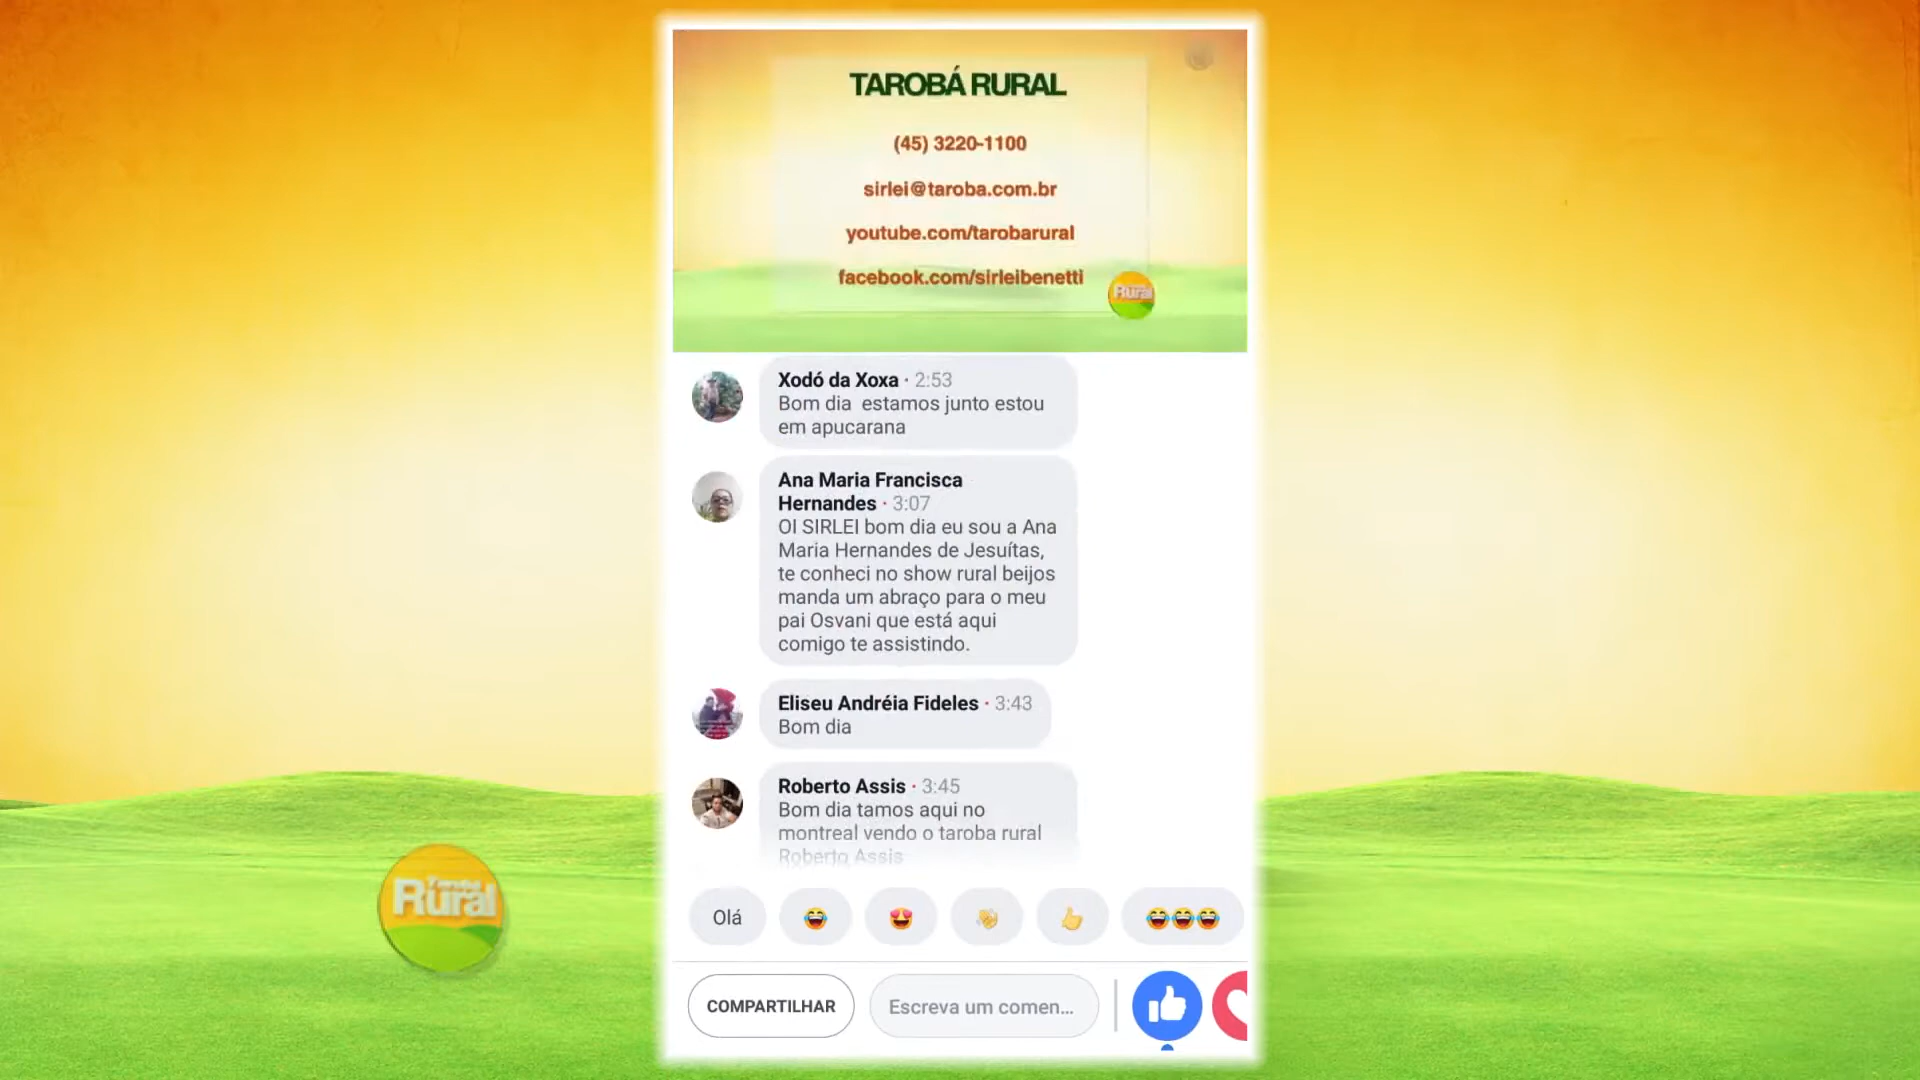 TAROBÁ RURAL
(45) 3220-1100
sirlei@taroba.com.br
youtube.com/tarobarural
facebook.com/sirleibenetti
Rural
Xodó da Xoxa · 2:53
Bom dia  estamos junto estou
em apucarana
Ana Maria Francisca
Hernandes · 3:07
OI SIRLEI bom dia eu sou a Ana
Maria Hernandes de Jesuítas,
te conheci no show rural beijos
manda um abraço para o meu
pai Osvani que está aqui
comigo te assistindo.
Eliseu Andréia Fideles · 3:43
Bom dia
Roberto Assis · 3:45
Bom dia tamos aqui no
montreal vendo o taroba rural
Roberto Assis
Tarobá
Rural
Olá 😂 😍 👏 👍 😂😂😂
COMPARTILHAR
Escreva um comen...